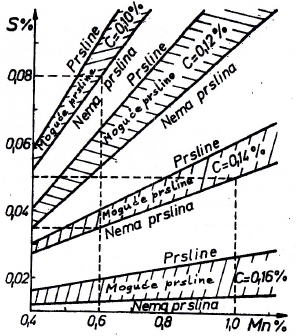 S%
Prsline
C=0,10%
Moguće prsline
Nema prslina
Prsline
C=0,12%
Moguće prsline
Nema prslina
0,08
0,06
Prsline
C=0,14%
Moguće prsline
Nema prslina
0,04
Prsline
Moguće prsline
C=0,16%
Nema prslina
0,02
0,4
0,6
0,8
1,0
Mn%